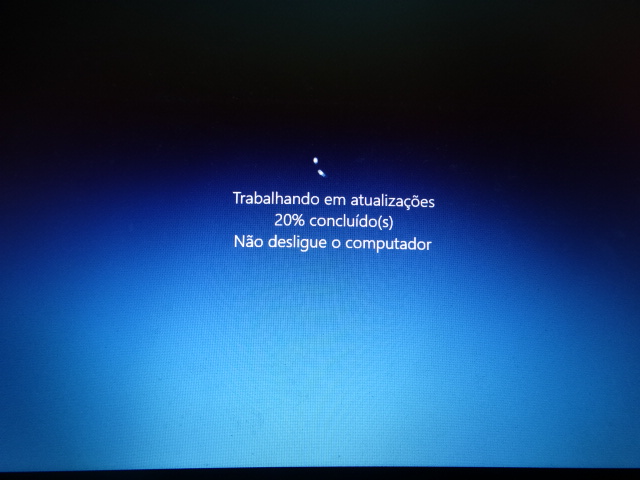 Trabalhando em atualizações
20% concluído(s)
Não desligue o computador